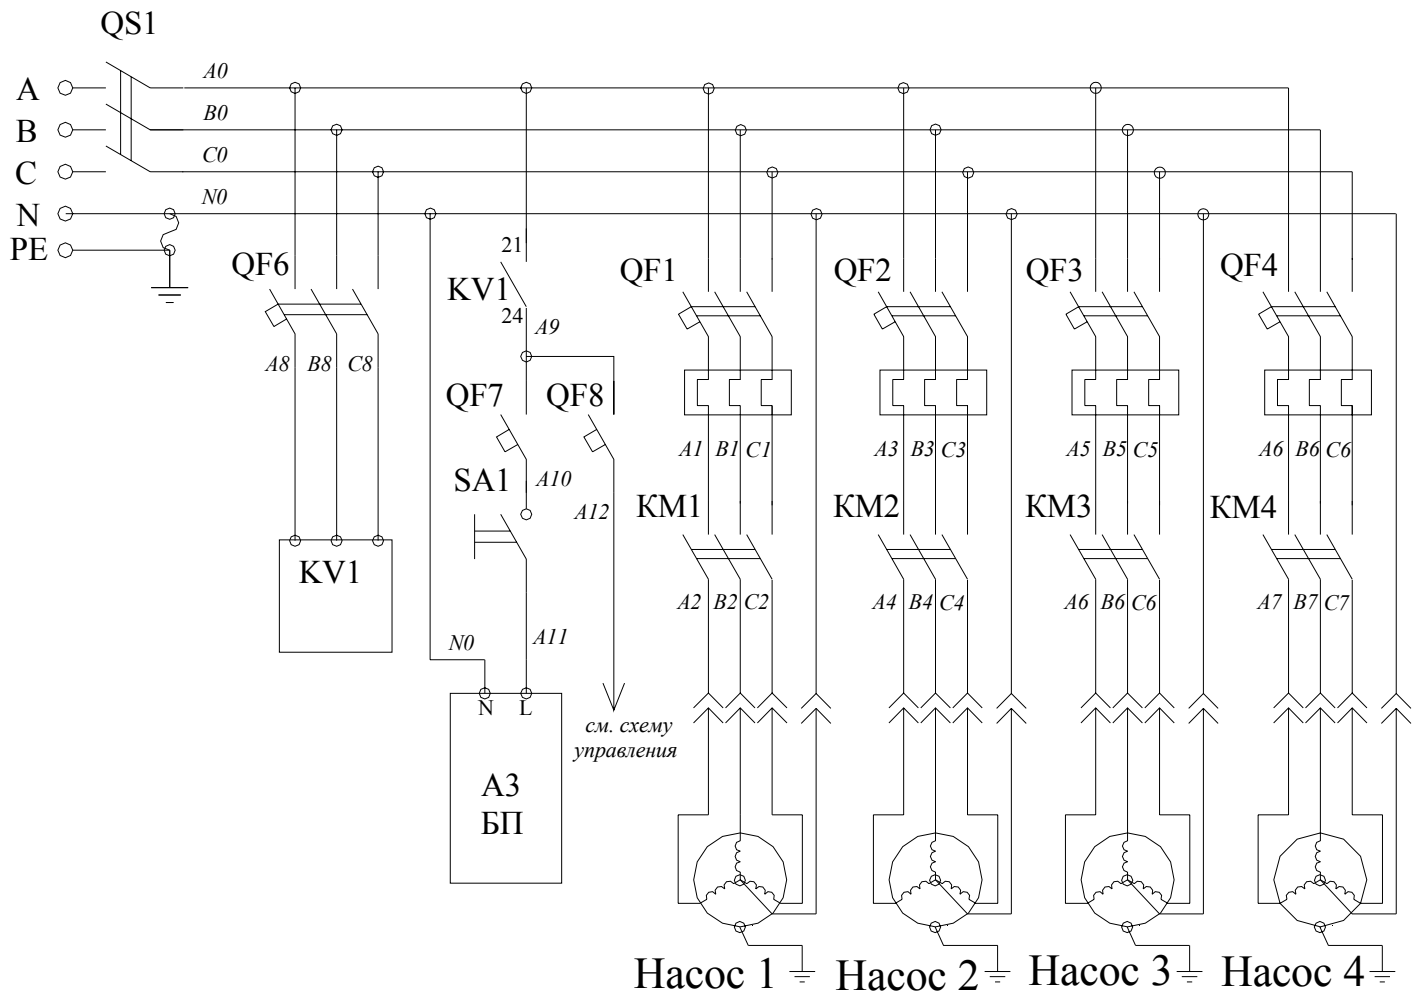 QS1
A
A0
B
B0
C
C0
N
N0
PE
QF6
21
KV1
24
A9
QF1
QF2
QF3
QF4
A8 B8 C8
QF7
QF8
A1 B1 C1
A3 B3 C3
A5 B5 C5
A6 B6 C6
SA1
A10
A12
КМ1
КМ2
КМ3
КМ4
KV1
A2 B2 C2
A4 B4 C4
A6 B6 C6
A7 B7 C7
N0
A11
N L
см. схему
управления
А3
БП
Насос 1
Насос 2
Насос 3
Насос 4